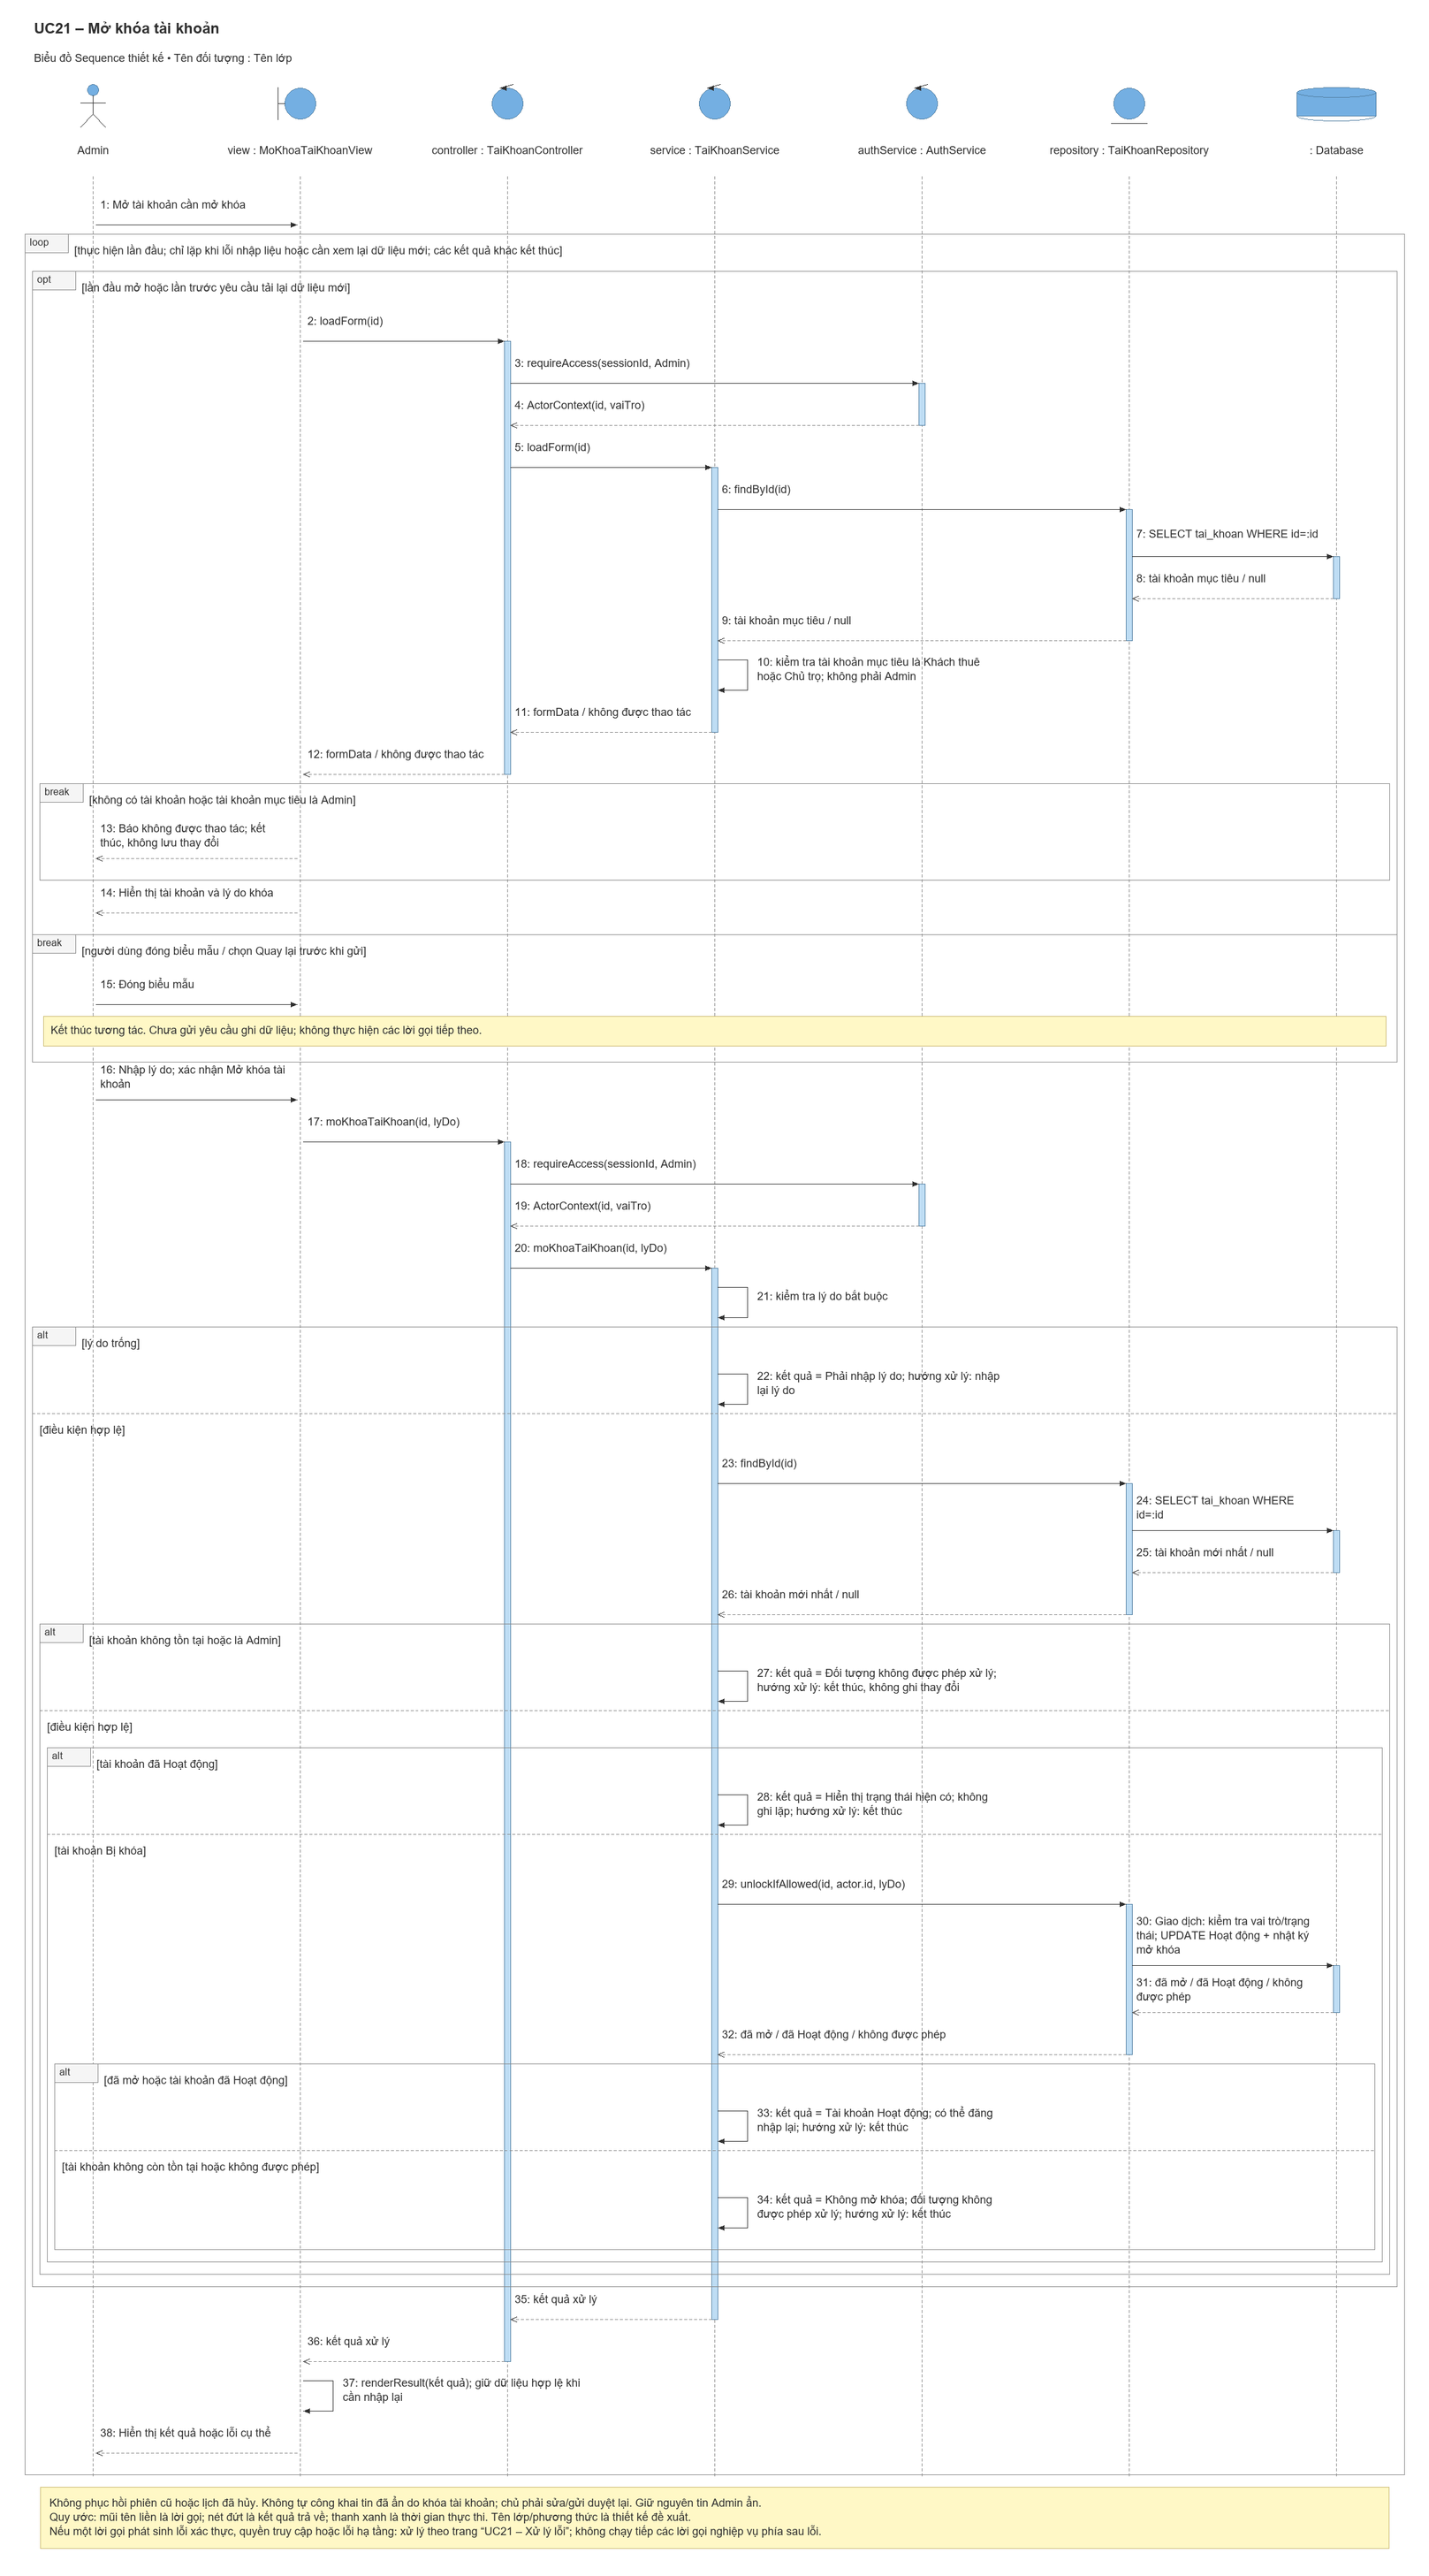 UC21 – Mở khóa tài khoản
Biểu đồ Sequence thiết kế • Tên đối tượng : Tên lớp
Admin
view : MoKhoaTaiKhoanView
controller : TaiKhoanController
service : TaiKhoanService
authService : AuthService
repository : TaiKhoanRepository
: Database
1: Mở tài khoản cần mở khóa
loop
[thực hiện lần đầu; chỉ lặp khi lỗi nhập liệu hoặc cần xem lại dữ liệu mới; các kết quả khác kết thúc]
opt
[lần đầu mở hoặc lần trước yêu cầu tải lại dữ liệu mới]
2: loadForm(id)
3: requireAccess(sessionId, Admin)
4: ActorContext(id, vaiTro)
5: loadForm(id)
6: findById(id)
7: SELECT tai_khoan WHERE id=:id
8: tài khoản mục tiêu / null
9: tài khoản mục tiêu / null
10: kiểm tra tài khoản mục tiêu là Khách thuê
hoặc Chủ trọ; không phải Admin
11: formData / không được thao tác
12: formData / không được thao tác
break
[không có tài khoản hoặc tài khoản mục tiêu là Admin]
13: Báo không được thao tác; kết
thúc, không lưu thay đổi
14: Hiển thị tài khoản và lý do khóa
break
[người dùng đóng biểu mẫu / chọn Quay lại trước khi gửi]
15: Đóng biểu mẫu
Kết thúc tương tác. Chưa gửi yêu cầu ghi dữ liệu; không thực hiện các lời gọi tiếp theo.
16: Nhập lý do; xác nhận Mở khóa tài
khoản
17: moKhoaTaiKhoan(id, lyDo)
18: requireAccess(sessionId, Admin)
19: ActorContext(id, vaiTro)
20: moKhoaTaiKhoan(id, lyDo)
21: kiểm tra lý do bắt buộc
alt
[lý do trống]
22: kết quả = Phải nhập lý do; hướng xử lý: nhập
lại lý do
[điều kiện hợp lệ]
23: findById(id)
24: SELECT tai_khoan WHERE
id=:id
25: tài khoản mới nhất / null
26: tài khoản mới nhất / null
alt
[tài khoản không tồn tại hoặc là Admin]
27: kết quả = Đối tượng không được phép xử lý;
hướng xử lý: kết thúc, không ghi thay đổi
[điều kiện hợp lệ]
alt
[tài khoản đã Hoạt động]
28: kết quả = Hiển thị trạng thái hiện có; không
ghi lặp; hướng xử lý: kết thúc
[tài khoản Bị khóa]
29: unlockIfAllowed(id, actor.id, lyDo)
30: Giao dịch: kiểm tra vai trò/trạng
thái; UPDATE Hoạt động + nhật ký
mở khóa
31: đã mở / đã Hoạt động / không
được phép
32: đã mở / đã Hoạt động / không được phép
alt
[đã mở hoặc tài khoản đã Hoạt động]
33: kết quả = Tài khoản Hoạt động; có thể đăng
nhập lại; hướng xử lý: kết thúc
[tài khoản không còn tồn tại hoặc không được phép]
34: kết quả = Không mở khóa; đối tượng không
được phép xử lý; hướng xử lý: kết thúc
35: kết quả xử lý
36: kết quả xử lý
37: renderResult(kết quả); giữ dữ liệu hợp lệ khi
cần nhập lại
38: Hiển thị kết quả hoặc lỗi cụ thể
Không phục hồi phiên cũ hoặc lịch đã hủy. Không tự công khai tin đã ẩn do khóa tài khoản; chủ phải sửa/gửi duyệt lại. Giữ nguyên tin Admin ẩn.
Quy ước: mũi tên liền là lời gọi; nét đứt là kết quả trả về; thanh xanh là thời gian thực thi. Tên lớp/phương thức là thiết kế đề xuất.
Nếu một lời gọi phát sinh lỗi xác thực, quyền truy cập hoặc lỗi hạ tầng: xử lý theo trang “UC21 – Xử lý lỗi”; không chạy tiếp các lời gọi nghiệp vụ phía sau lỗi.